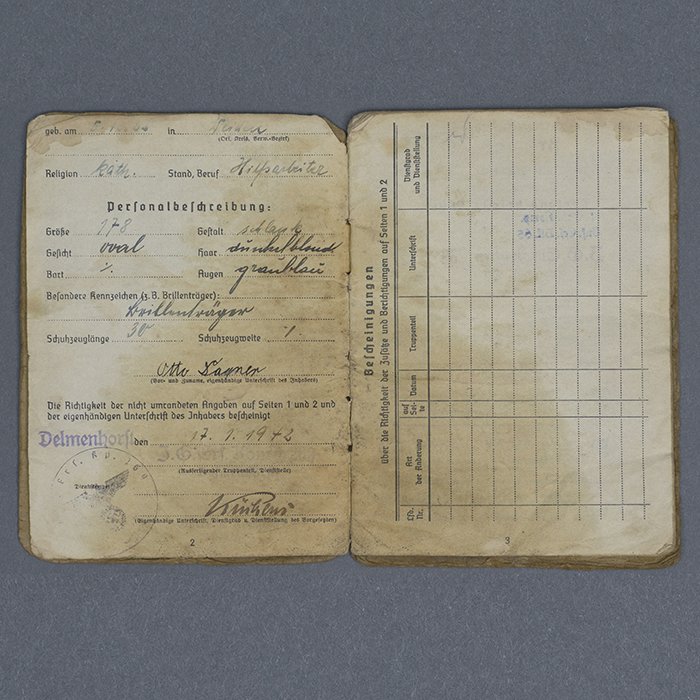 geb. am in
(Ort, Kreis, Verw.-Bezirk)
Religion kath. Stand, Beruf Hilfsarbeiter
Personalbeschreibung:
Größe 178 Gestalt schlank
Gesicht oval Haar dunkelblond
Bart ./. Augen graublau
Besondere Kennzeichen (z. B. Brillenträger):
Brillenträger
Schuhzeuglänge 30 Schuhzeugweite
Otto
(Vor- und Zuname, eigenhändige Unterschrift des Inhabers)
Die Richtigkeit der nicht umrandeten Angaben auf Seiten 1 und 2 und
der eigenhändigen Unterschrift des Inhabers bescheinigt
Delmenhorst den 17. 1. 1942
(Ausfertigender Truppenteil, Dienststelle)
(Eigenhändige Unterschrift, Dienstgrad u. Dienststellung des Vorgesetzten)
2
Bescheinigungen
über die Richtigkeit der Zusätze und Berichtigungen auf Seiten 1 und 2
Lfd. Nr.
Art der Änderung
auf Sei- te
Datum
Truppenteil
Unterschrift
Dienstgrad und Dienststellung
3